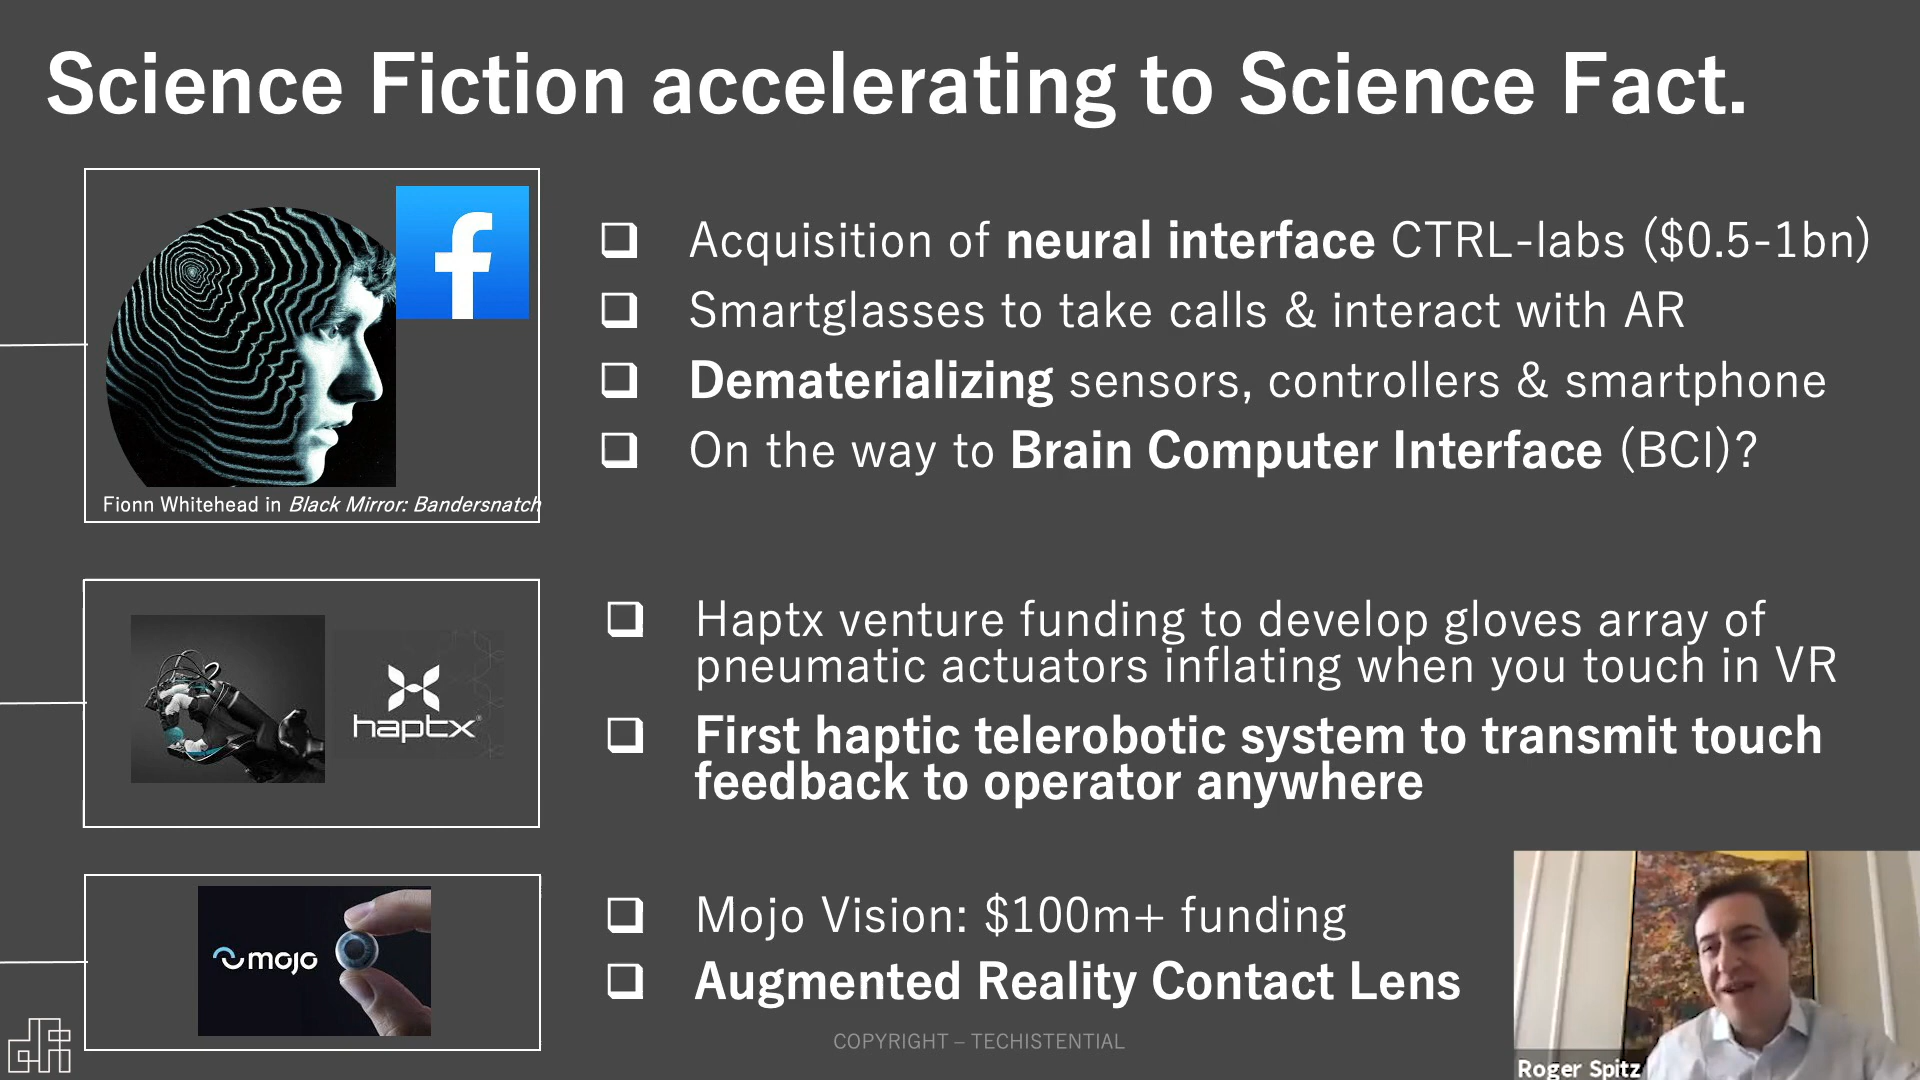 Science Fiction accelerating to Science Fact.
Acquisition of neural interface CTRL-labs ($0.5-1bn)
Smartglasses to take calls & interact with AR
Dematerializing sensors, controllers & smartphone
On the way to Brain Computer Interface (BCI)?
Fionn Whitehead in Black Mirror: Bandersnatch
haptx
Haptx venture funding to develop gloves array of
pneumatic actuators inflating when you touch in VR
First haptic telerobotic system to transmit touch
feedback to operator anywhere
mojo
Mojo Vision: $100m+ funding
Augmented Reality Contact Lens
dfi
COPYRIGHT – TECHISTENTIAL
Roger Spitz